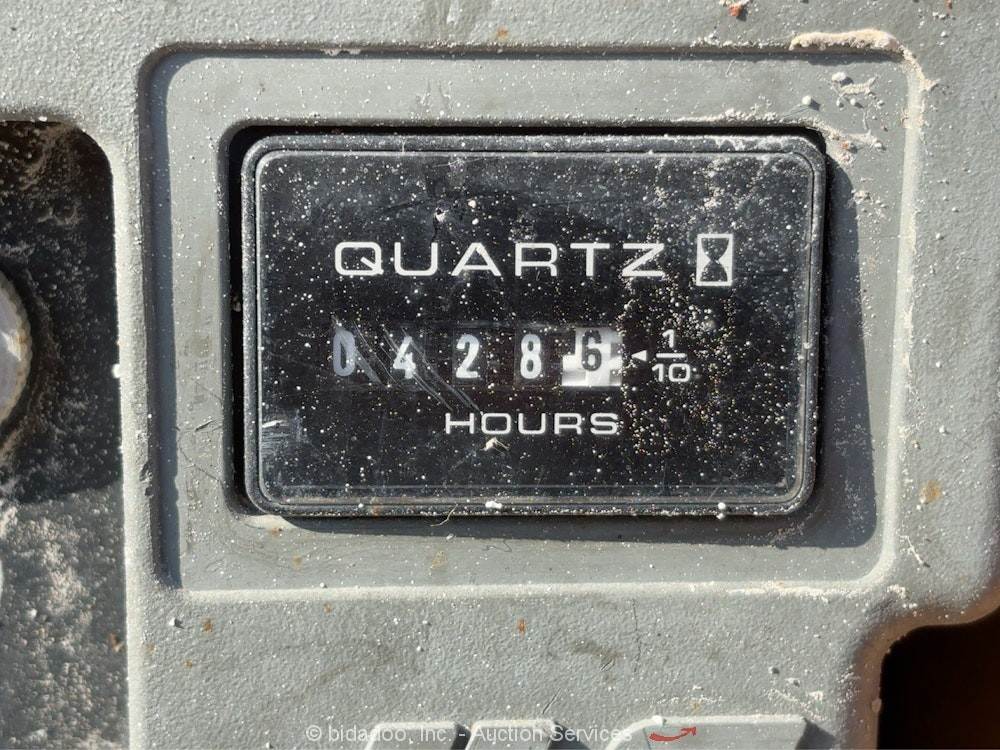 QUARTZ
0 4 2 8 6 ◄ 1/10
HOURS
© bidadoo, Inc. - Auction Services